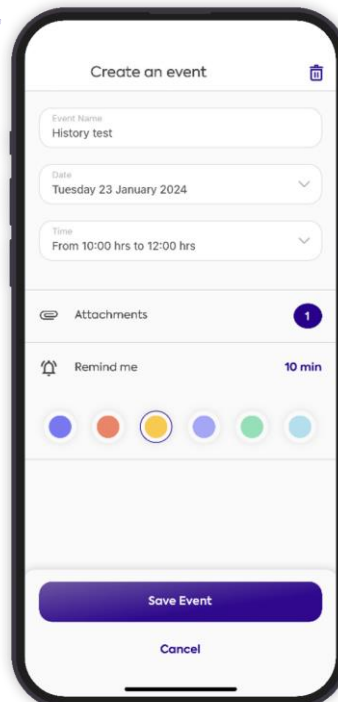 Create an event
Event Name
History test
Date
Tuesday 23 January 2024
Time
From 10:00 hrs to 12:00 hrs
Attachments
1
Remind me
10 min
Save Event
Cancel